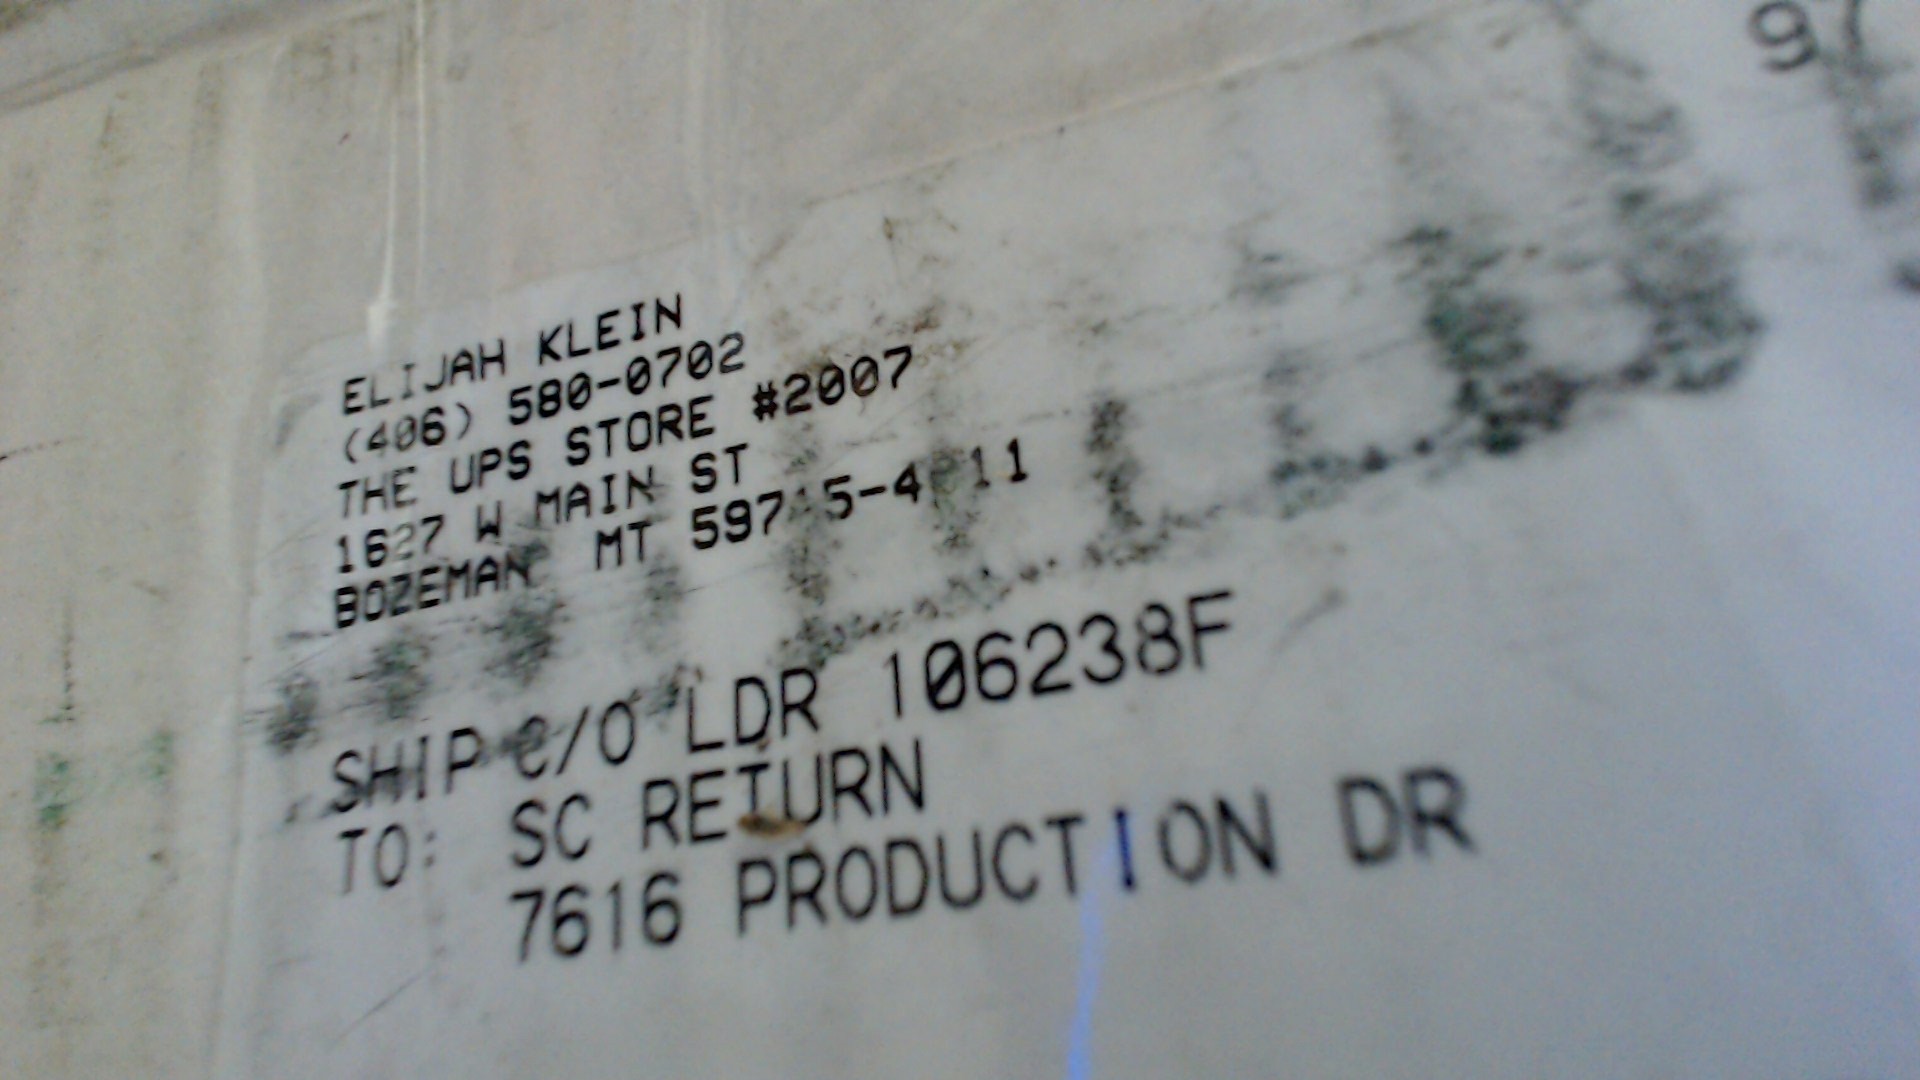 ELIJAH KLEIN
(406) 580-0702
THE UPS STORE #2007
1627 W MAIN ST
BOZEMAN MT
SHIP C/O LDR 106238F
TO: SC RETURN
7616 PRODUCTION DR